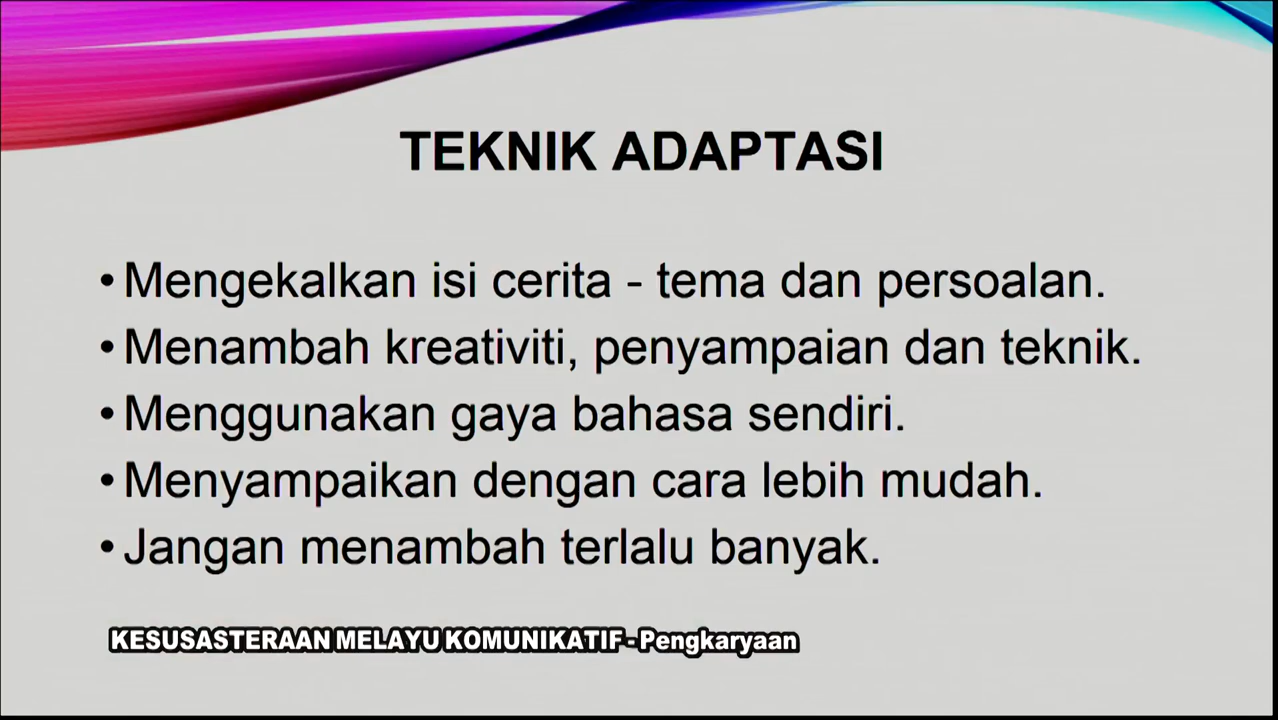 TEKNIK ADAPTASI
• Mengekalkan isi cerita - tema dan persoalan.
• Menambah kreativiti, penyampaian dan teknik.
• Menggunakan gaya bahasa sendiri.
• Menyampaikan dengan cara lebih mudah.
• Jangan menambah terlalu banyak.
KESUSASTERAAN MELAYU KOMUNIKATIF - Pengkaryaan